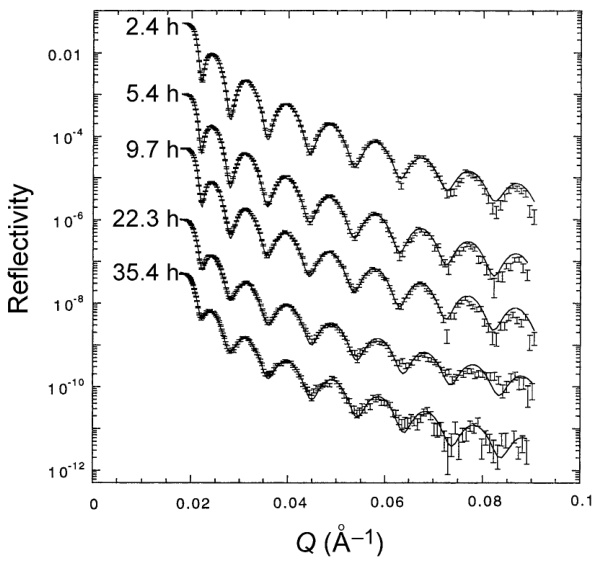 2.4 h
0.01
5.4 h
10⁻⁴
9.7 h
Reflectivity
10⁻⁶
22.3 h
35.4 h
10⁻⁸
10⁻¹⁰
10⁻¹²
0 0.02 0.04 0.06 0.08 0.1
Q (Å⁻¹)